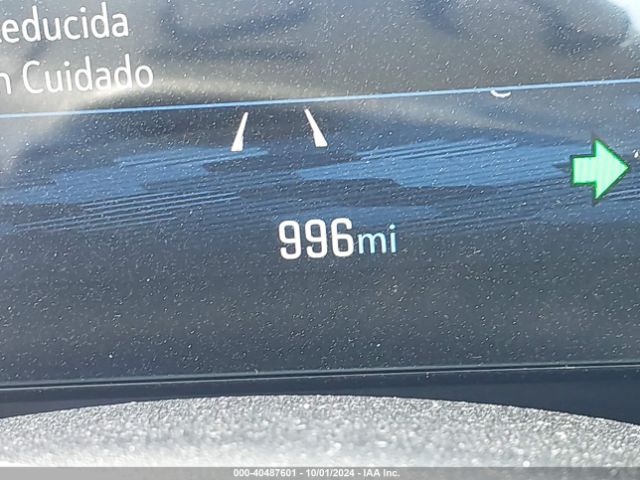 educida
n Cuidado
996mi
000-40487601 - 10/01/2024 - IAA Inc.